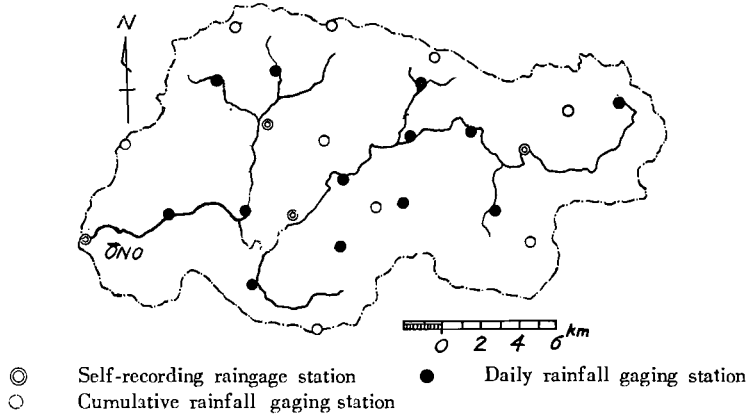 N
ŌNO
km
0 2 4 6
◎ Self-recording raingage station ● Daily rainfall gaging station
◌ Cumulative rainfall gaging station